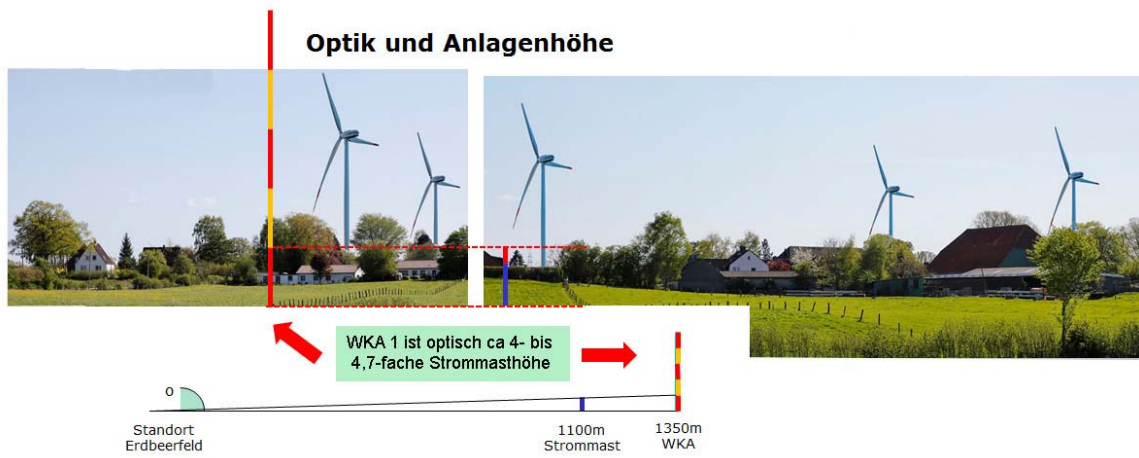 Optik und Anlagenhöhe
WKA 1 ist optisch ca 4- bis
4,7-fache Strommasthöhe
O
Standort
Erdbeerfeld
1100m
Strommast
1350m
WKA